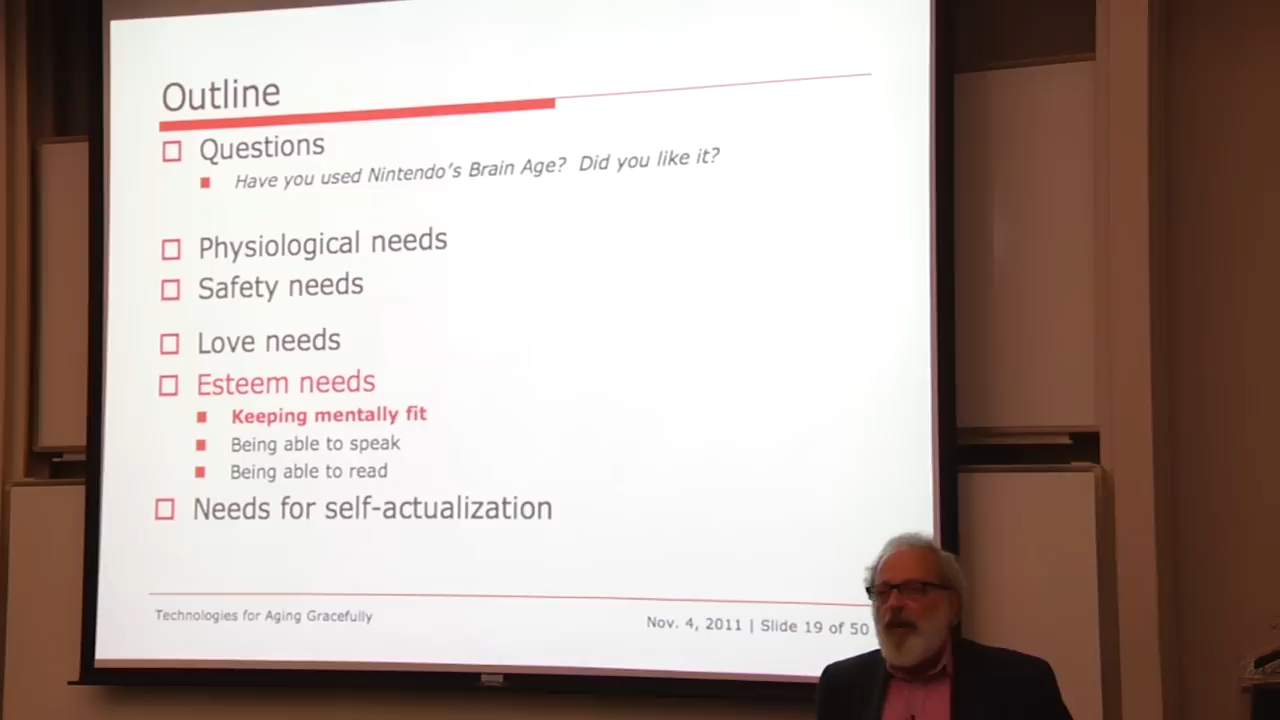 Outline
Questions
Have you used Nintendo's Brain Age? Did you like it?
Physiological needs
Safety needs
Love needs
Esteem needs
Keeping mentally fit
Being able to speak
Being able to read
Needs for self-actualization
Technologies for Aging Gracefully
Nov. 4, 2011 | Slide 19 of 50